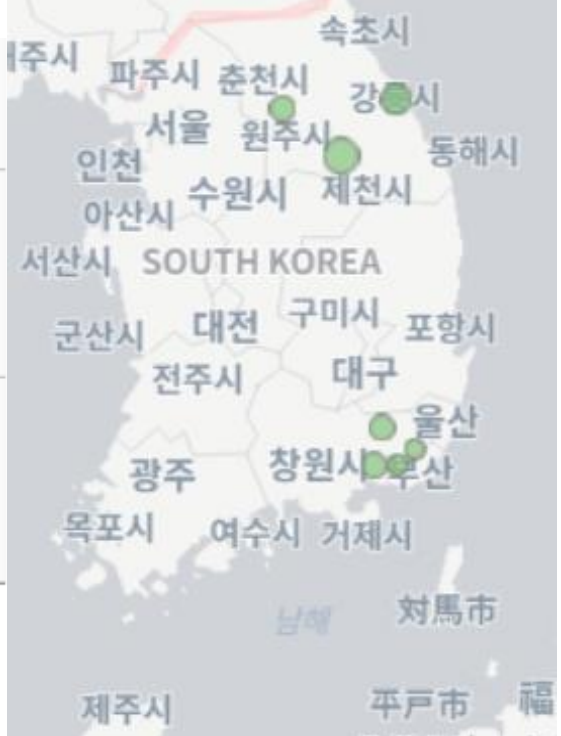 속초시
파주시 춘천시
강릉시
서울 원주시
인천
동해시
수원시 제천시
아산시
서산시 SOUTH KOREA
구미시
군산시 대전 포항시
전주시 대구
울산
광주 창원시 부산
목포시 여수시 거제시
対馬市
남해
제주시 平戸市